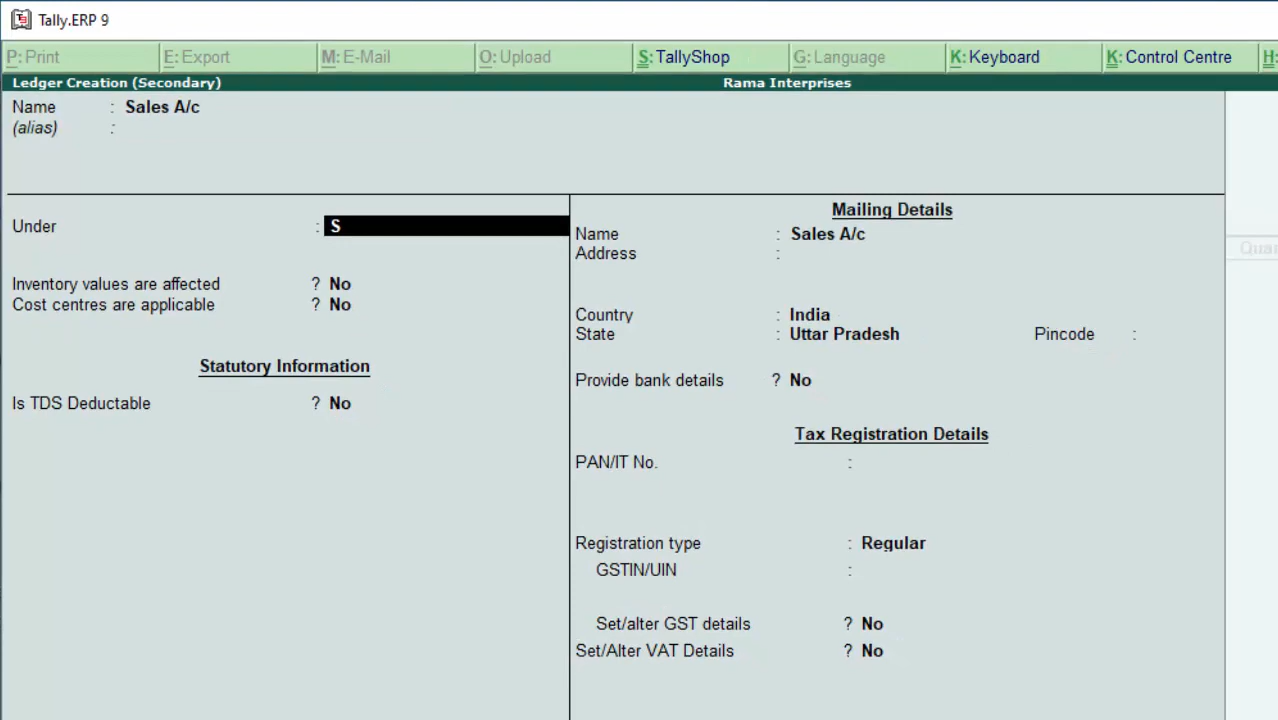 Tally.ERP 9
P: Print E: Export M: E-Mail O: Upload S: TallyShop G: Language K: Keyboard K: Control Centre H:
Ledger Creation (Secondary) Rama Interprises
Name : Sales A/c
(alias) :
Under : S
Inventory values are affected ? No
Cost centres are applicable ? No
Statutory Information
Is TDS Deductable ? No
Mailing Details
Name : Sales A/c
Address :
Country : India
State : Uttar Pradesh Pincode :
Provide bank details ? No
Tax Registration Details
PAN/IT No. :
Registration type : Regular
GSTIN/UIN :
Set/alter GST details ? No
Set/Alter VAT Details ? No
Quan